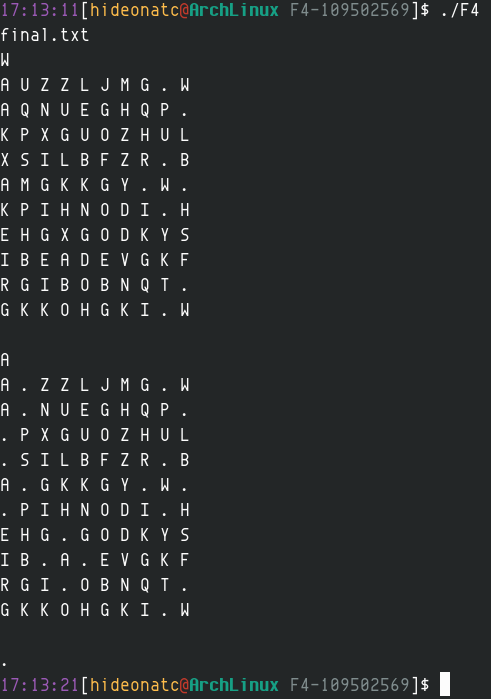 17:13:11[hideonatc@ArchLinux F4-109502569]$ ./F4
final.txt
W
A U Z Z L J M G . W
A Q N U E G H Q P .
K P X G U O Z H U L
X S I L B F Z R . B
A M G K K G Y . W .
K P I H N O D I . H
E H G X G O D K Y S
I B E A D E V G K F
R G I B O B N Q T .
G K K O H G K I . W
A
A . Z Z L J M G . W
A . N U E G H Q P .
. P X G U O Z H U L
. S I L B F Z R . B
A . G K K G Y . W .
. P I H N O D I . H
E H G . G O D K Y S
I B . A . E V G K F
R G I . O B N Q T .
G K K O H G K I . W
.
17:13:21[hideonatc@ArchLinux F4-109502569]$